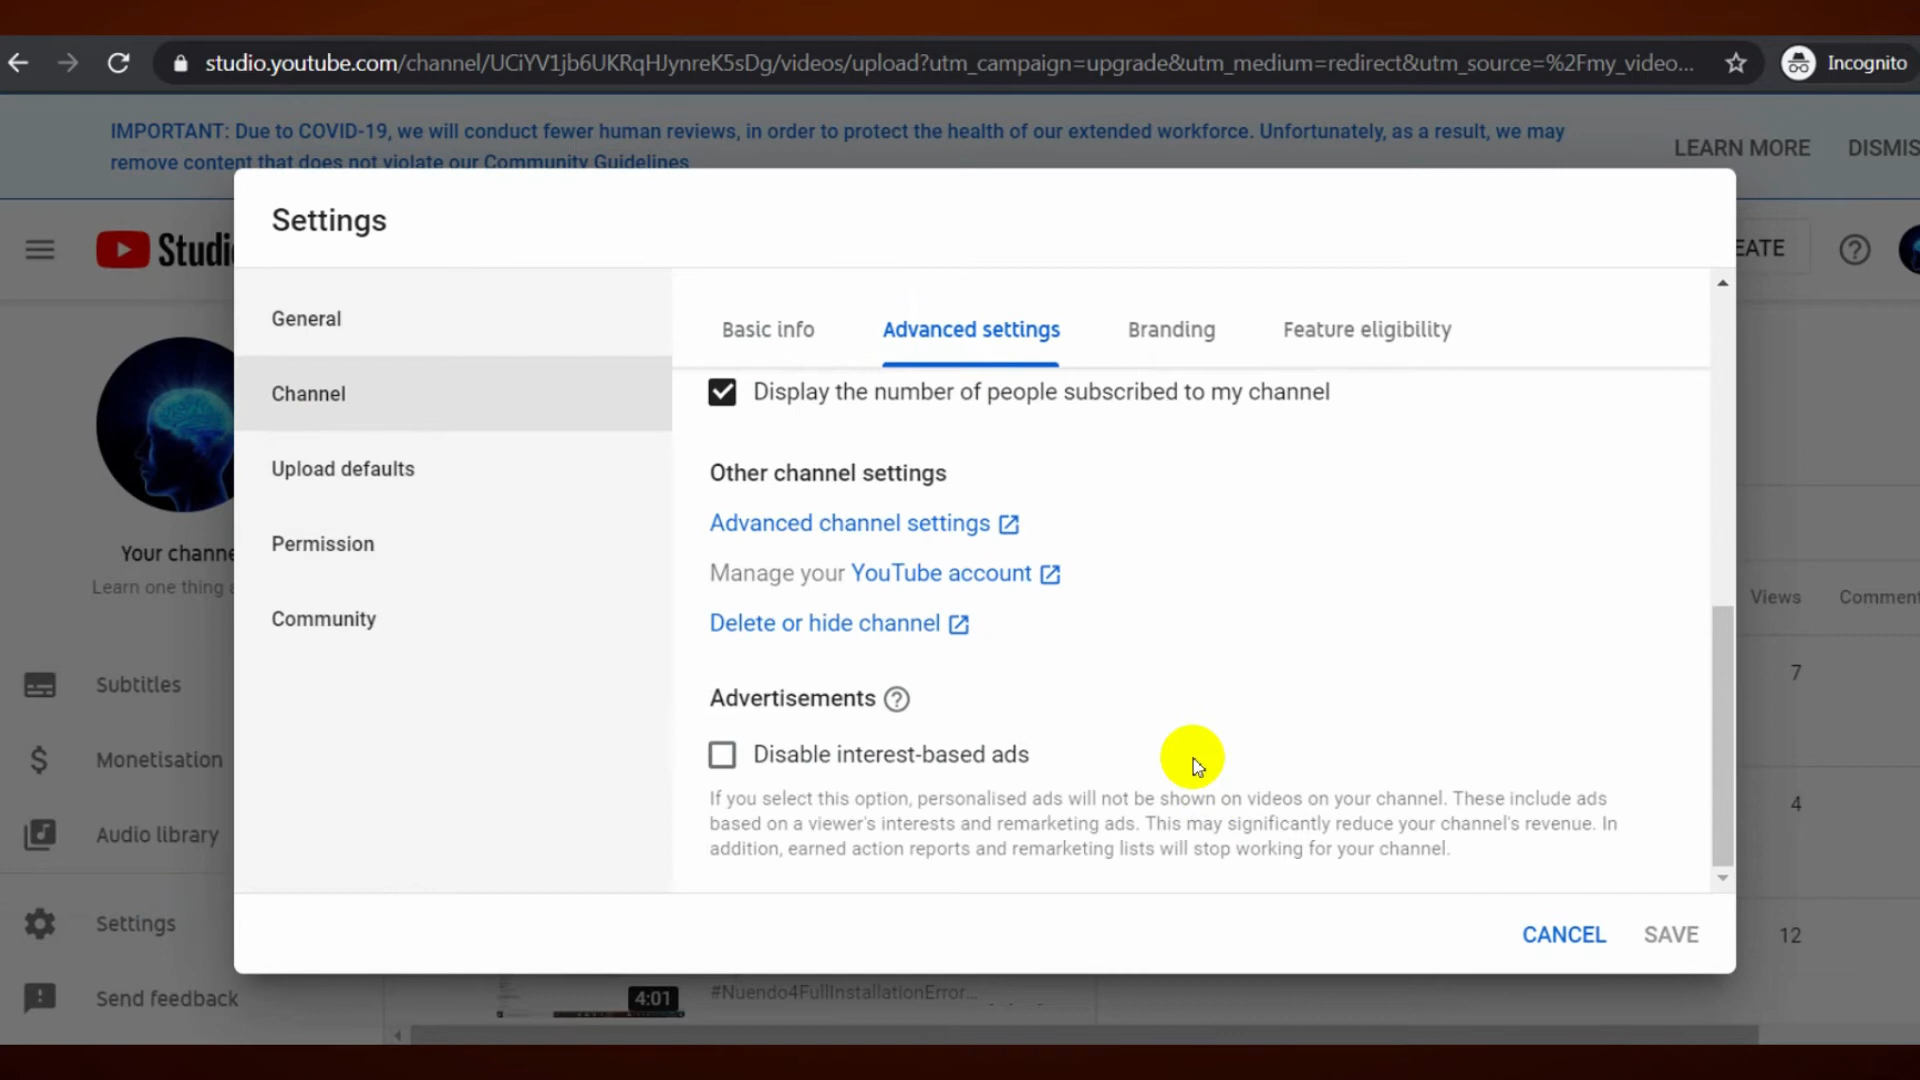 studio.youtube.com/channel/UCiYV1jb6UKRqHJynreK5sDg/videos/upload?utm_campaign=upgrade&utm_medium=redirect&utm_source=%2Fmy_video...
Incognito
IMPORTANT: Due to COVID-19, we will conduct fewer human reviews, in order to protect the health of our extended workforce. Unfortunately, as a result, we may
remove content that does not violate our Community Guidelines
LEARN MORE
DISMIS
Studi
EATE
Settings
General
Channel
Upload defaults
Permission
Community
Basic info
Advanced settings
Branding
Feature eligibility
Display the number of people subscribed to my channel
Other channel settings
Advanced channel settings
Manage your YouTube account
Delete or hide channel
Advertisements
Disable interest-based ads
If you select this option, personalised ads will not be shown on videos on your channel. These include ads
based on a viewer's interests and remarketing ads. This may significantly reduce your channel's revenue. In
addition, earned action reports and remarketing lists will stop working for your channel.
CANCEL
SAVE
Your channe
Learn one thing a
Subtitles
Monetisation
Audio library
Settings
Send feedback
Views
Commen
7
4
12
4:01
#Nuendo4FullInstallationError...